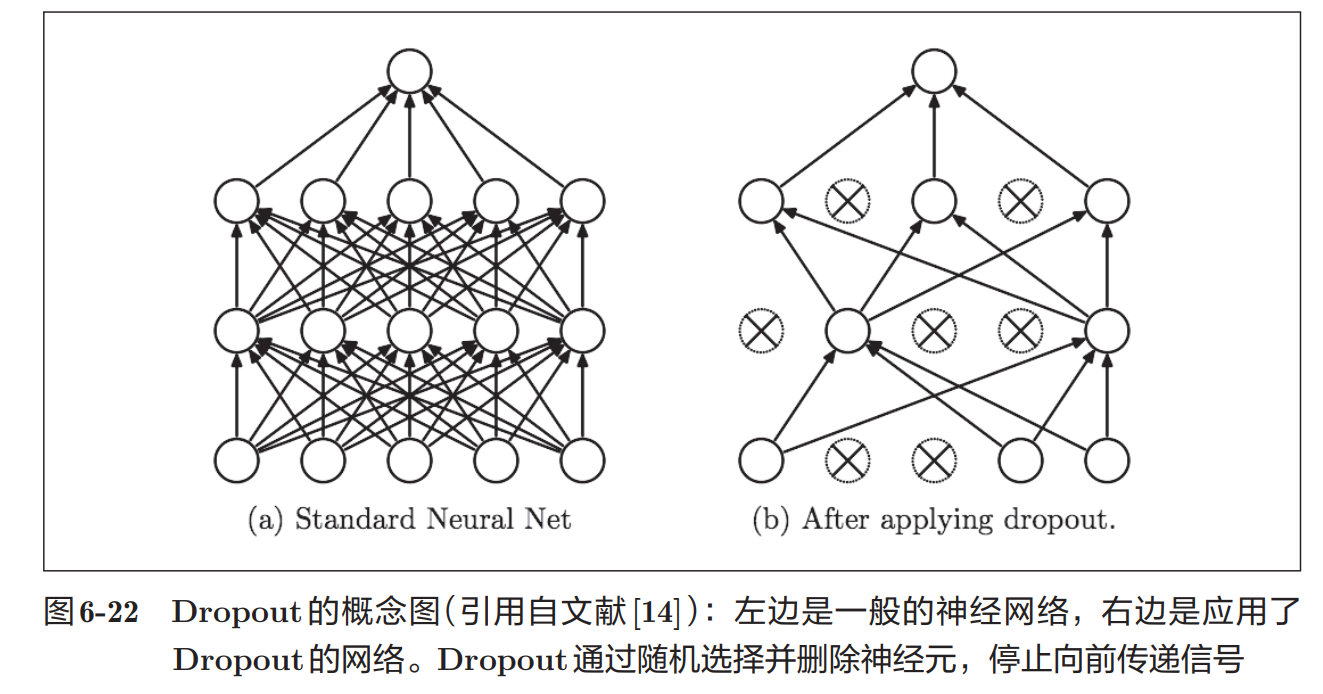 (a) Standard Neural Net
(b) After applying dropout.
图6-22 Dropout的概念图(引用自文献[14])：左边是一般的神经网络，右边是应用了
Dropout的网络。Dropout通过随机选择并删除神经元，停止向前传递信号